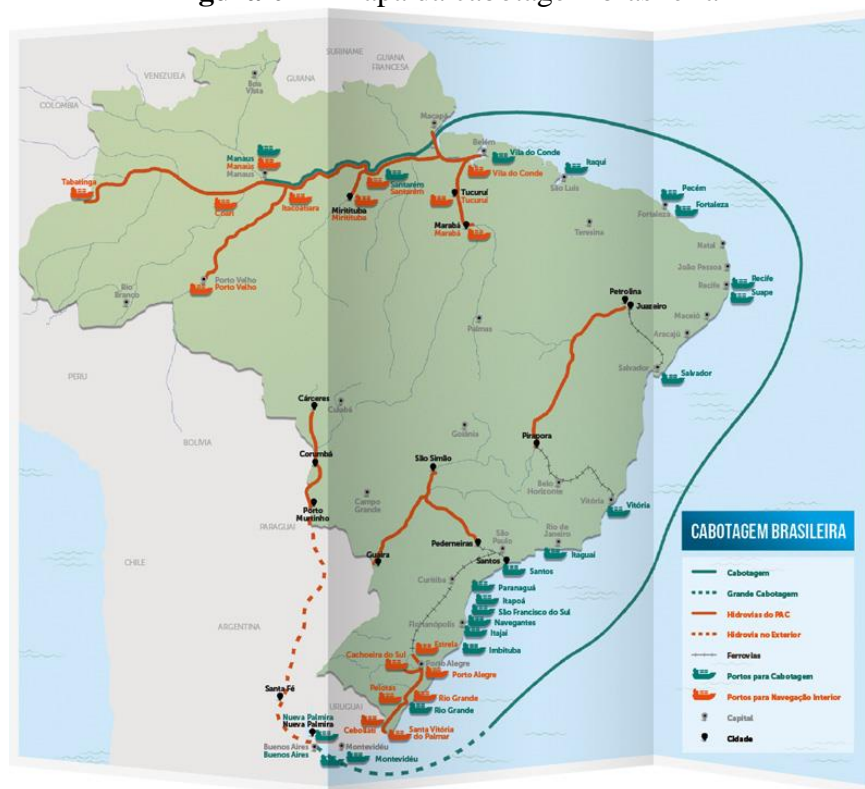 SURINAME
GUIANA
FRANCESA
VENEZUELA
GUIANA
COLOMBIA
Boa
Vista
Macapá
Belém
Vila do Conde
Vila do Conde
Itaqui
São Luis
Manaus
Manaus
Manaus
Tabatinga
Coari
Itacoatiara
Santarém
Santarém
Miritituba
Miritituba
Tucuruí
Tucuruí
Marabá
Marabá
Pecém
Fortaleza
Fortaleza
Teresina
Natal
João Pessoa
Recife
Recife
Suape
Porto Velho
Porto Velho
Rio
Branco
Petrolina
Juazeiro
Maceió
Aracajú
Palmas
Salvador
Salvador
PERU
BOLÍVIA
Cárceres
Cuiabá
Goiânia
Pirapora
Corumbá
São Simão
Belo
Horizonte
Vitória
Vitória
Porto
Murtinho
Campo
Grande
PARAGUAI
CHILE
Guaíra
Pederneiras
São
Paulo
Rio de
Janeiro
Itaguaí
Santos
Santos
Curitiba
Paranaguá
Itapoá
São Francisco do Sul
Navegantes
Itajaí
Florianópolis
Imbituba
ARGENTINA
Estrela
Cachoeira do Sul
Porto Alegre
Porto Alegre
Pelotas
Rio Grande
Rio Grande
Santa Fé
URUGUAI
Cebollatí
Santa Vitória
do Palmar
Nueva Palmira
Nueva Palmira
Buenos Aires
Buenos Aires
Montevidéu
Montevidéu
CABOTAGEM BRASILEIRA
Cabotagem
Grande Cabotagem
Hidrovias do PAC
Hidrovia no Exterior
Ferrovias
Portos para Cabotagem
Portos para Navegação Interior
Capital
Cidade